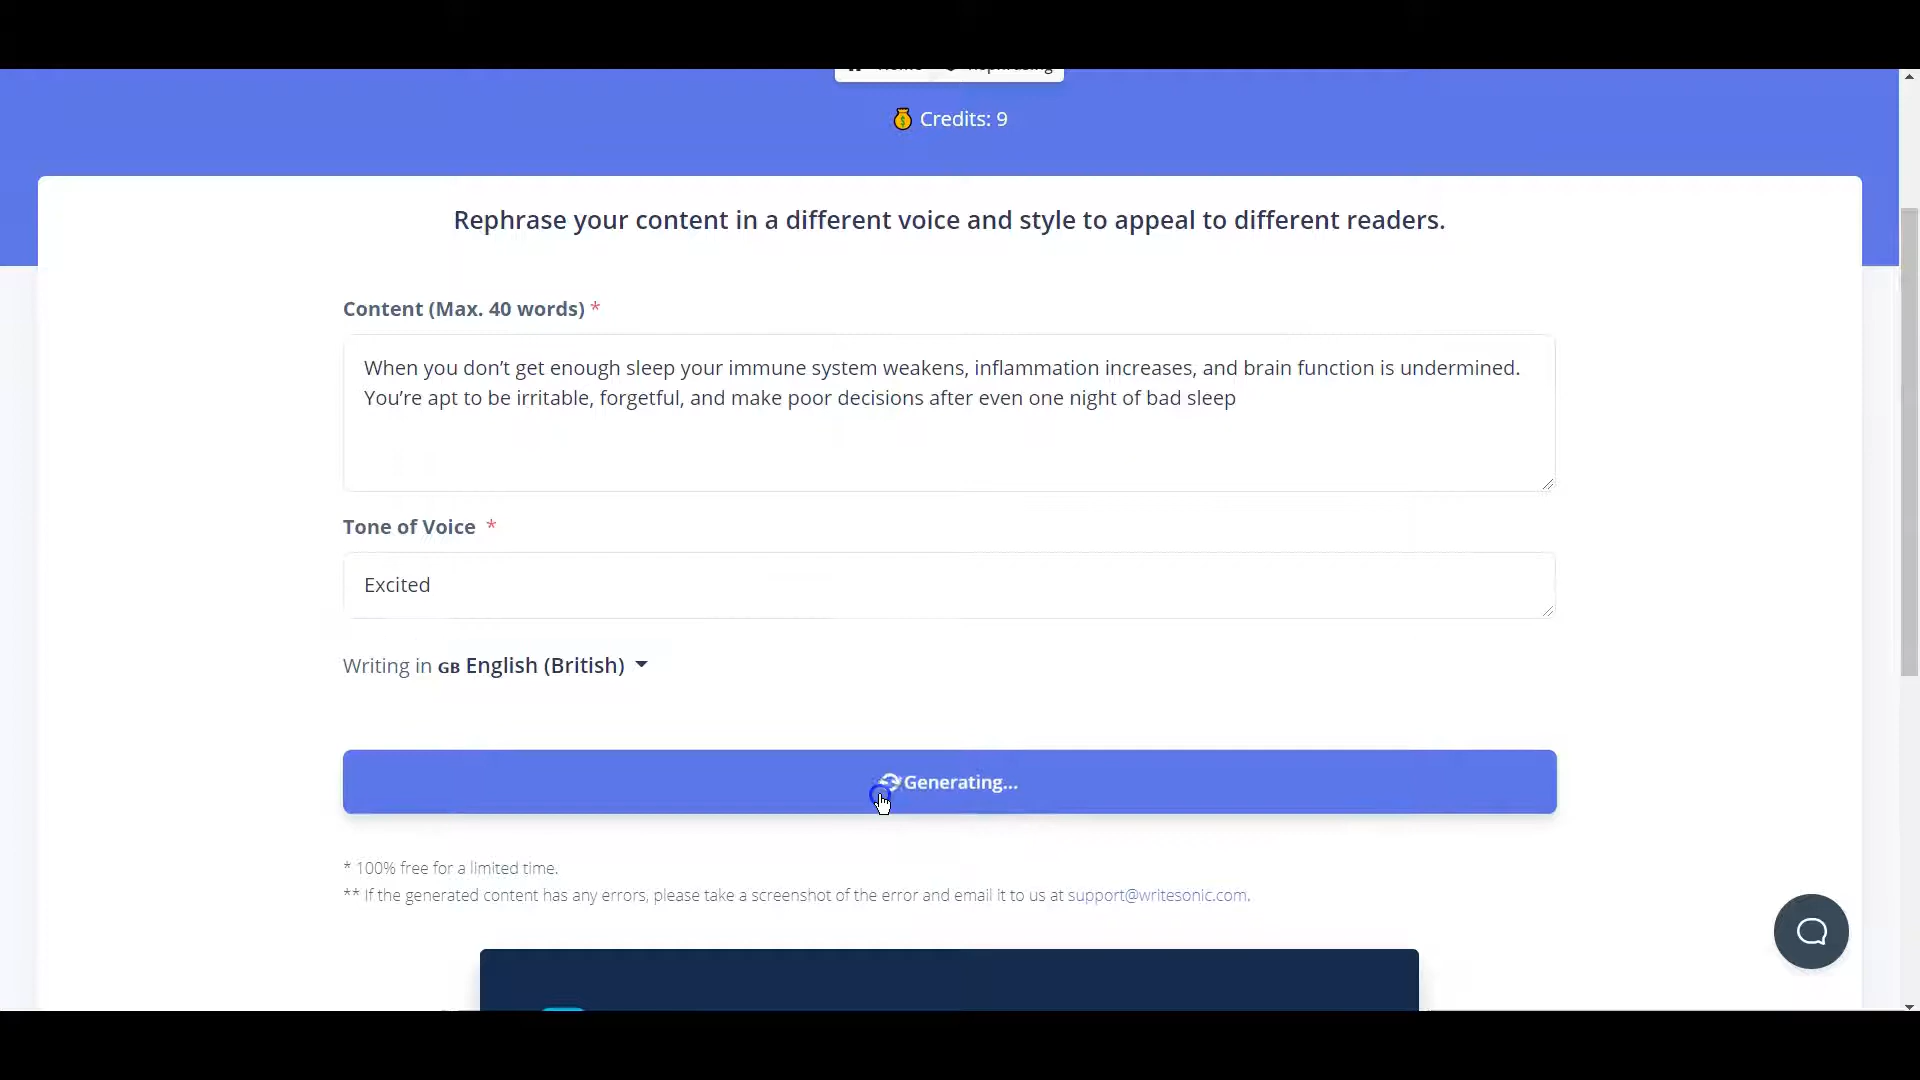 Credits: 9
Rephrase your content in a different voice and style to appeal to different readers.
Content (Max. 40 words) *
When you don’t get enough sleep your immune system weakens, inflammation increases, and brain function is undermined.
You’re apt to be irritable, forgetful, and make poor decisions after even one night of bad sleep
Tone of Voice *
Excited
Writing in GB English (British)
Generating...
* 100% free for a limited time.
** If the generated content has any errors, please take a screenshot of the error and email it to us at support@writesonic.com.